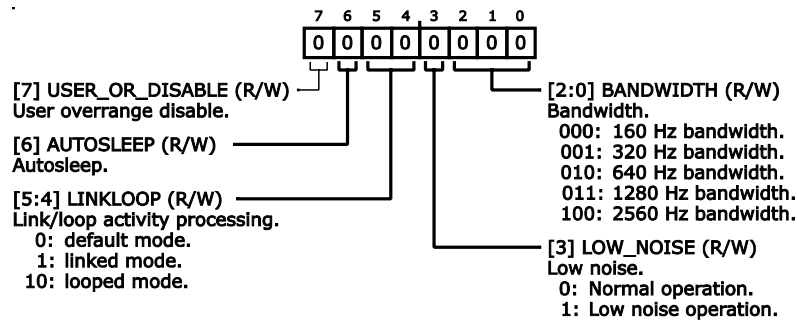 7 6 5 4 3 2 1 0
0 0 0 0 0 0 0 0
[7] USER_OR_DISABLE (R/W)
User overrange disable.
[6] AUTOSLEEP (R/W)
Autosleep.
[5:4] LINKLOOP (R/W)
Link/loop activity processing.
0: default mode.
1: linked mode.
10: looped mode.
[2:0] BANDWIDTH (R/W)
Bandwidth.
000: 160 Hz bandwidth.
001: 320 Hz bandwidth.
010: 640 Hz bandwidth.
011: 1280 Hz bandwidth.
100: 2560 Hz bandwidth.
[3] LOW_NOISE (R/W)
Low noise.
0: Normal operation.
1: Low noise operation.